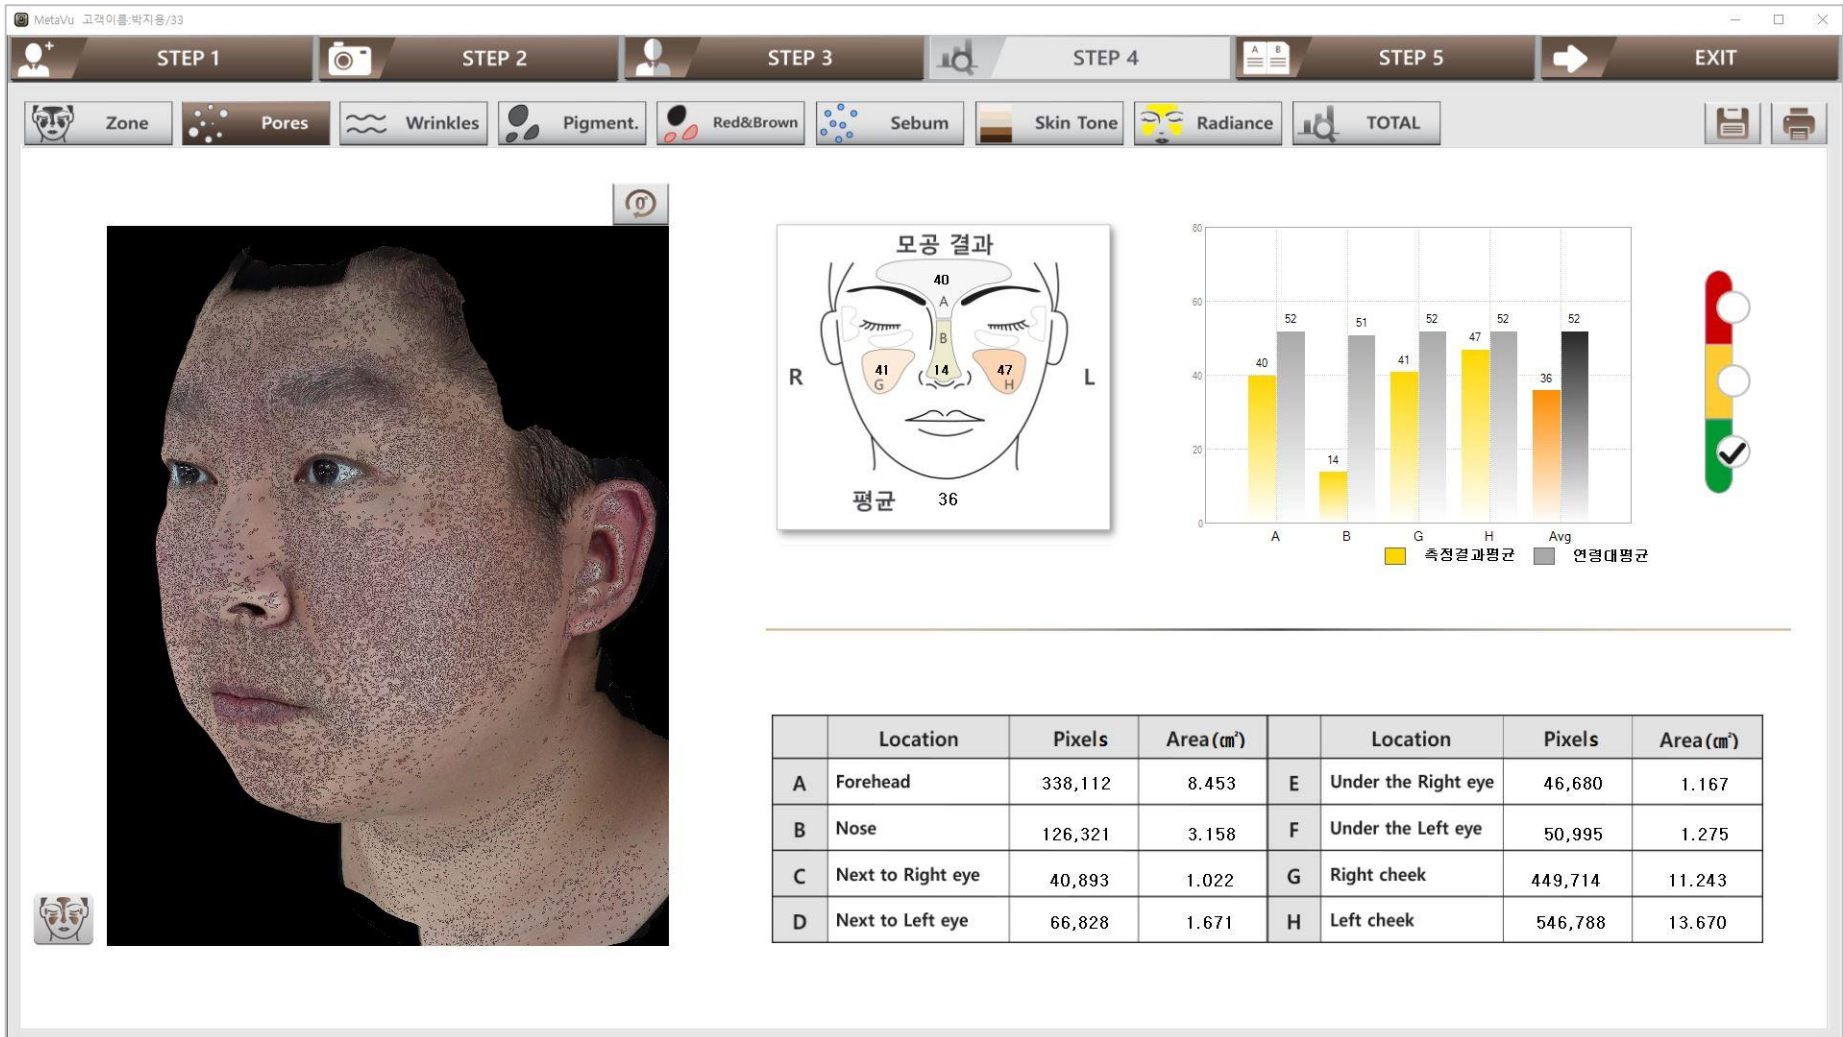 MetaVu 고객이름:박지용/33
STEP 1
STEP 2
STEP 3
STEP 4
A B
STEP 5
EXIT
Zone
Pores
Wrinkles
Pigment.
Red&Brown
Sebum
Skin Tone
Radiance
TOTAL
0°
모공 결과
40
A
B
R
41
G
14
47
H
L
평균 36
80
60
40
20
0
40 52
14 51
41 52
47 52
36 52
A B G H Avg
측정결과평균 연령대평균
Location Pixels Area(㎠) Location Pixels Area(㎠)
A Forehead 338,112 8.453 E Under the Right eye 46,680 1.167
B Nose 126,321 3.158 F Under the Left eye 50,995 1.275
C Next to Right eye 40,893 1.022 G Right cheek 449,714 11.243
D Next to Left eye 66,828 1.671 H Left cheek 546,788 13.670